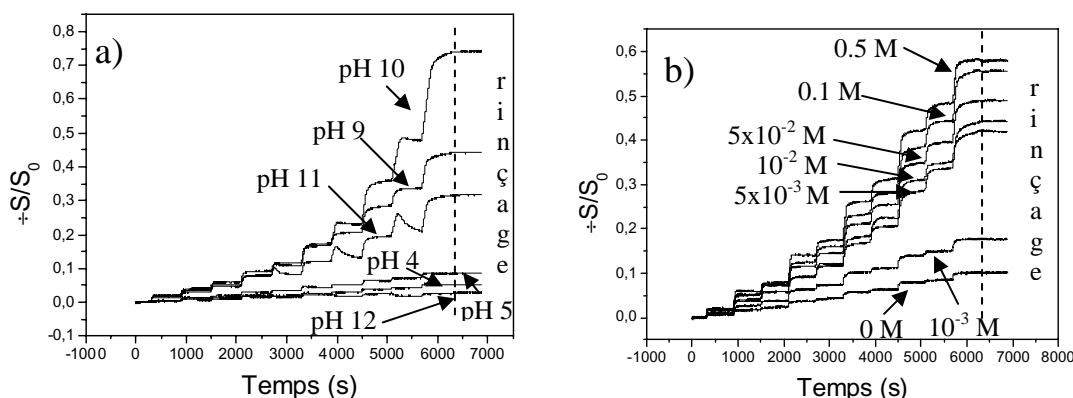 a)
0,8
0,7
0,6
0,5
0,4
0,3
0,2
0,1
0,0
-0,1
÷S/S₀
pH 10
pH 9
pH 11
pH 4
pH 5
pH 12
rinçage
-1000 0 1000 2000 3000 4000 5000 6000 7000
Temps (s)
b)
0,6
0,5
0,4
0,3
0,2
0,1
0,0
÷S/S₀
0.5 M
0.1 M
5x10⁻² M
10⁻² M
5x10⁻³ M
0 M
10⁻³ M
rinçage
-1000 0 1000 2000 3000 4000 5000 6000 7000 8000
Temps (s)